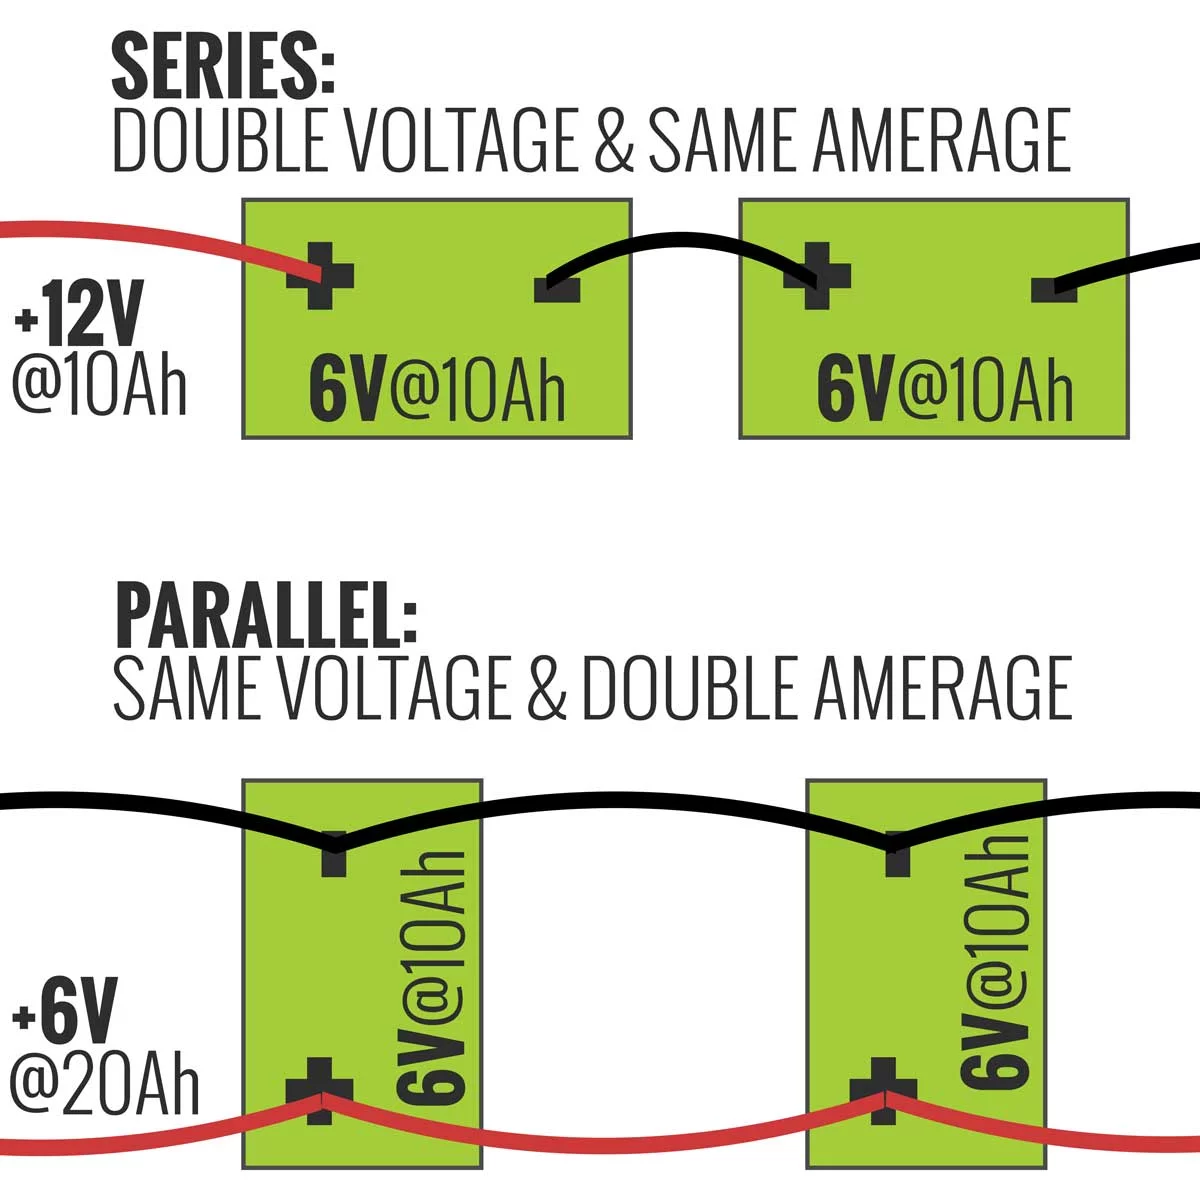 SERIES:
DOUBLE VOLTAGE & SAME AMERAGE
+12V
@10Ah
6V@10Ah
6V@10Ah
PARALLEL:
SAME VOLTAGE & DOUBLE AMERAGE
+6V
@20Ah
6V@10Ah
6V@10Ah